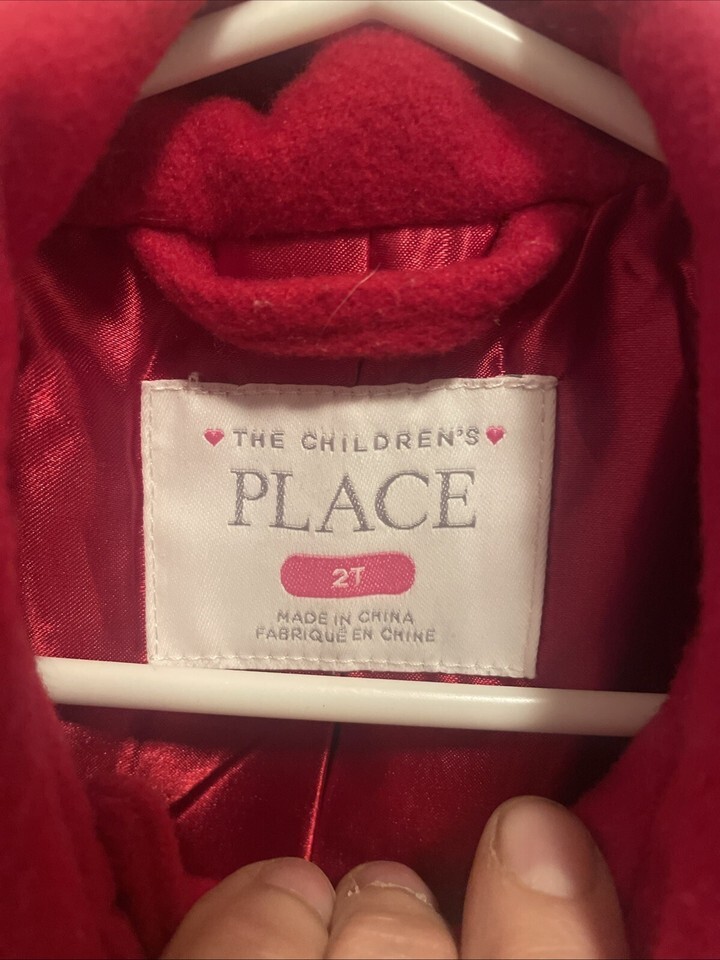 THE CHILDREN'S
PLACE
2T
MADE IN CHINA
FABRIQUÉ EN CHINE